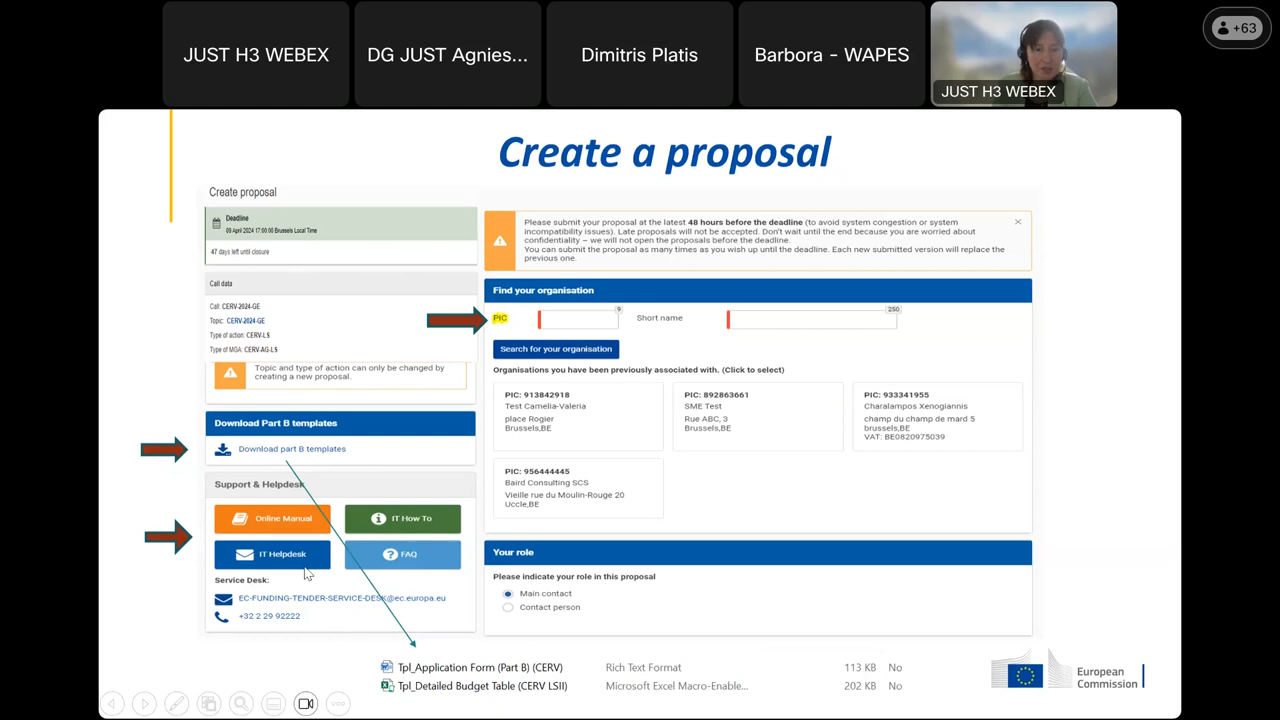 JUST H3 WEBEX
DG JUST Agnies...
Dimitris Platis
Barbora - WAPES
JUST H3 WEBEX
+63
Create a proposal
Create proposal
Deadline
09 April 2024 17:00:00 Brussels Local Time
47 days left until closure
Call data
Call: CERV-2024-GE
Topic: CERV-2024-GE
Type of action: CERV-LS
Type of MGA: CERV-AG-LS
Topic and type of action can only be changed by
creating a new proposal.
Download Part B templates
Download part B templates
Support & Helpdesk
Online Manual
IT How To
IT Helpdesk
FAQ
Service Desk:
EC-FUNDING-TENDER-SERVICE-DESK@ec.europa.eu
+32 2 29 92222
Please submit your proposal at the latest 48 hours before the deadline (to avoid system congestion or system
incompatibility issues). Late proposals will not be accepted. Don't wait until the end because you are worried about
confidentiality – we will not open the proposals before the deadline.
You can submit the proposal as many times as you wish up until the deadline. Each new submitted version will replace the
previous one.
Find your organisation
PIC
9
Short name
250
Search for your organisation
Organisations you have been previously associated with. (Click to select)
PIC: 913842918
Test Camelia-Valeria
place Rogier
Brussels,BE
PIC: 892863661
SME Test
Rue ABC, 3
Brussels,BE
PIC: 933341955
Charalampos Xenogiannis
champ du champ de mard 5
brussels,BE
VAT: BE0820975039
PIC: 956444445
Baird Consulting SCS
Vieille rue du Moulin-Rouge 20
Uccle,BE
Your role
Please indicate your role in this proposal
Main contact
Contact person
Tpl_Application Form (Part B) (CERV) Rich Text Format 113 KB No
Tpl_Detailed Budget Table (CERV LSII) Microsoft Excel Macro-Enable... 202 KB No
European
Commission